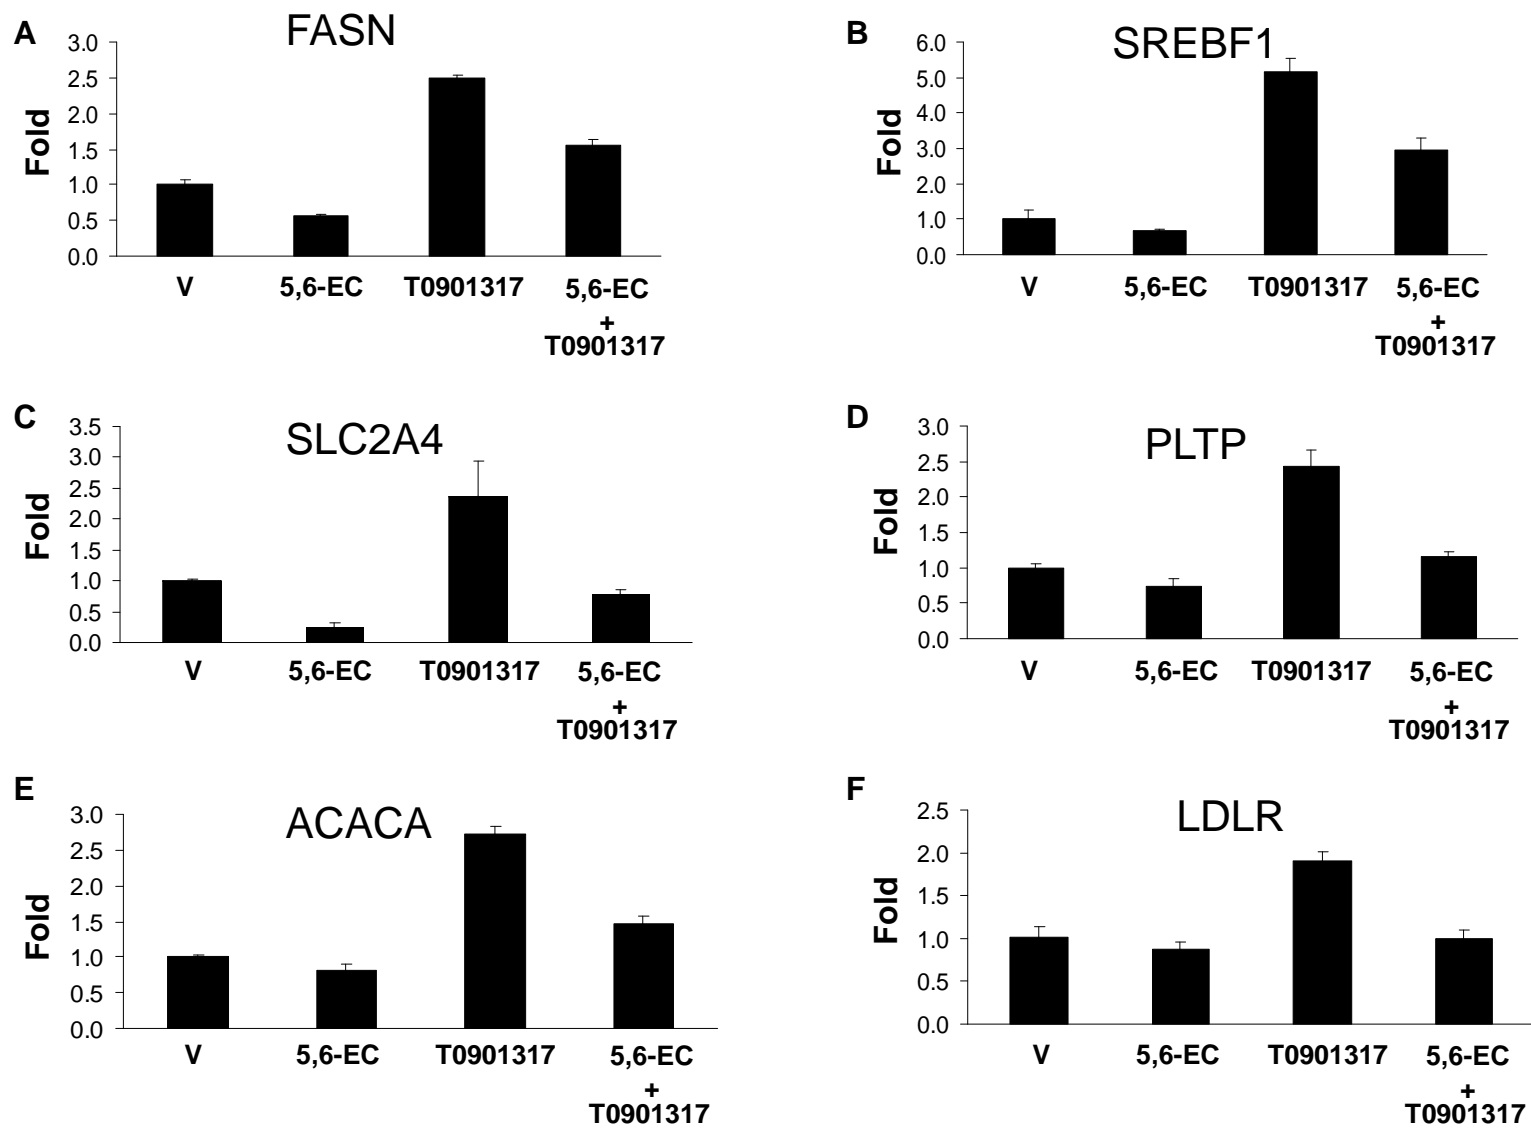 A
FASN
Fold
3.0
2.5
2.0
1.5
1.0
0.5
0.0
V
5,6-EC
T0901317
5,6-EC
+
T0901317
B
SREBF1
Fold
6.0
5.0
4.0
3.0
2.0
1.0
0.0
V
5,6-EC
T0901317
5,6-EC
+
T0901317
C
SLC2A4
Fold
3.5
3.0
2.5
2.0
1.5
1.0
0.5
0.0
V
5,6-EC
T0901317
5,6-EC
+
T0901317
D
PLTP
Fold
3.0
2.5
2.0
1.5
1.0
0.5
0.0
V
5,6-EC
T0901317
5,6-EC
+
T0901317
E
ACACA
Fold
3.0
2.5
2.0
1.5
1.0
0.5
0.0
V
5,6-EC
T0901317
5,6-EC
+
T0901317
F
LDLR
Fold
2.5
2.0
1.5
1.0
0.5
0.0
V
5,6-EC
T0901317
5,6-EC
+
T0901317